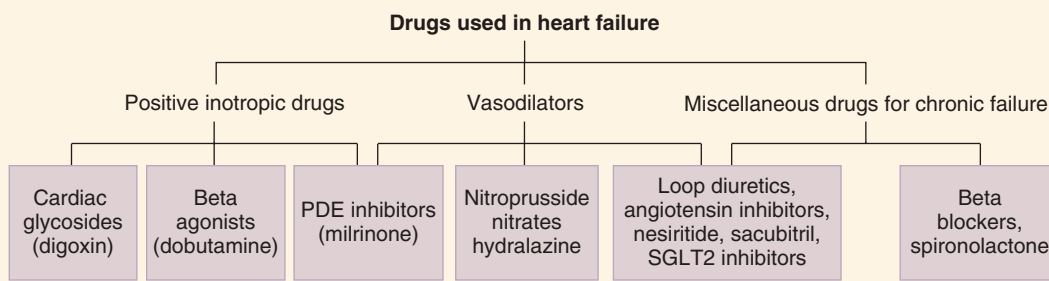 Drugs used in heart failure
Positive inotropic drugs
Vasodilators
Miscellaneous drugs for chronic failure
Cardiac
glycosides
(digoxin)
Beta
agonists
(dobutamine)
PDE inhibitors
(milrinone)
Nitroprusside
nitrates
hydralazine
Loop diuretics,
angiotensin inhibitors,
nesiritide, sacubitril,
SGLT2 inhibitors
Beta
blockers,
spironolactone